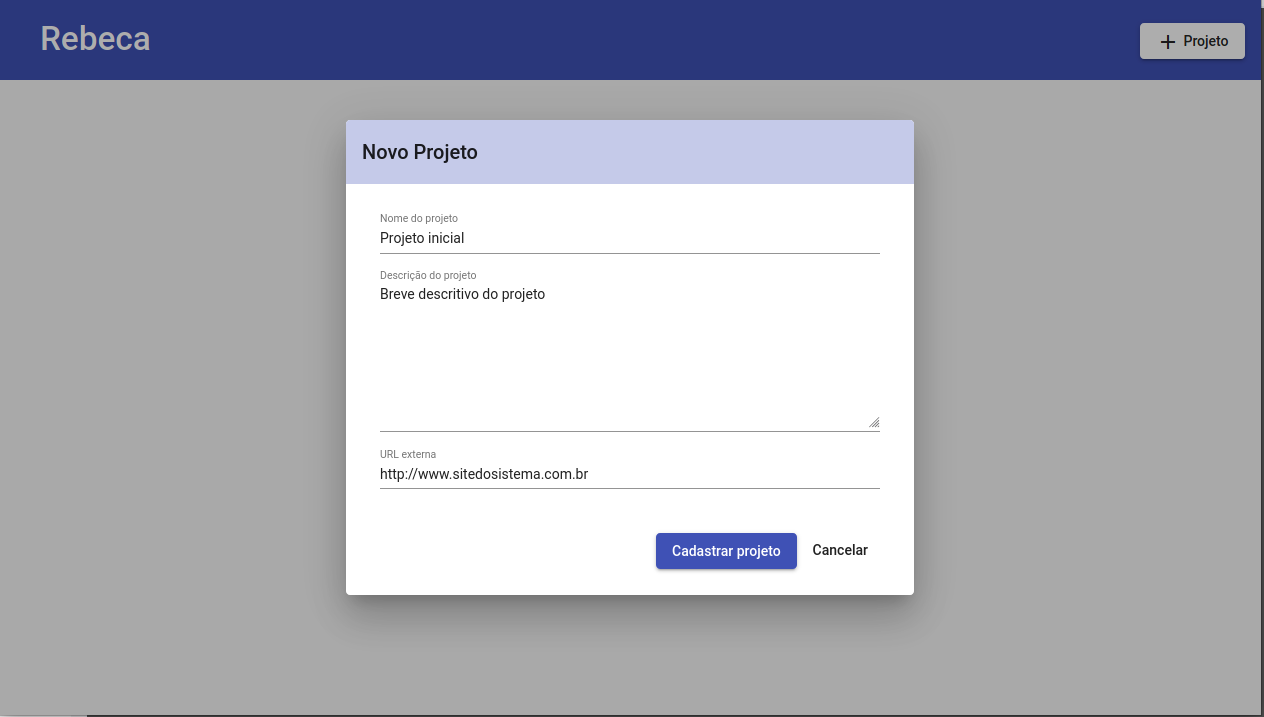 Rebeca
+ Projeto
Novo Projeto
Nome do projeto
Projeto inicial
Descrição do projeto
Breve descritivo do projeto
URL externa
http://www.sitedosistema.com.br
Cadastrar projeto
Cancelar